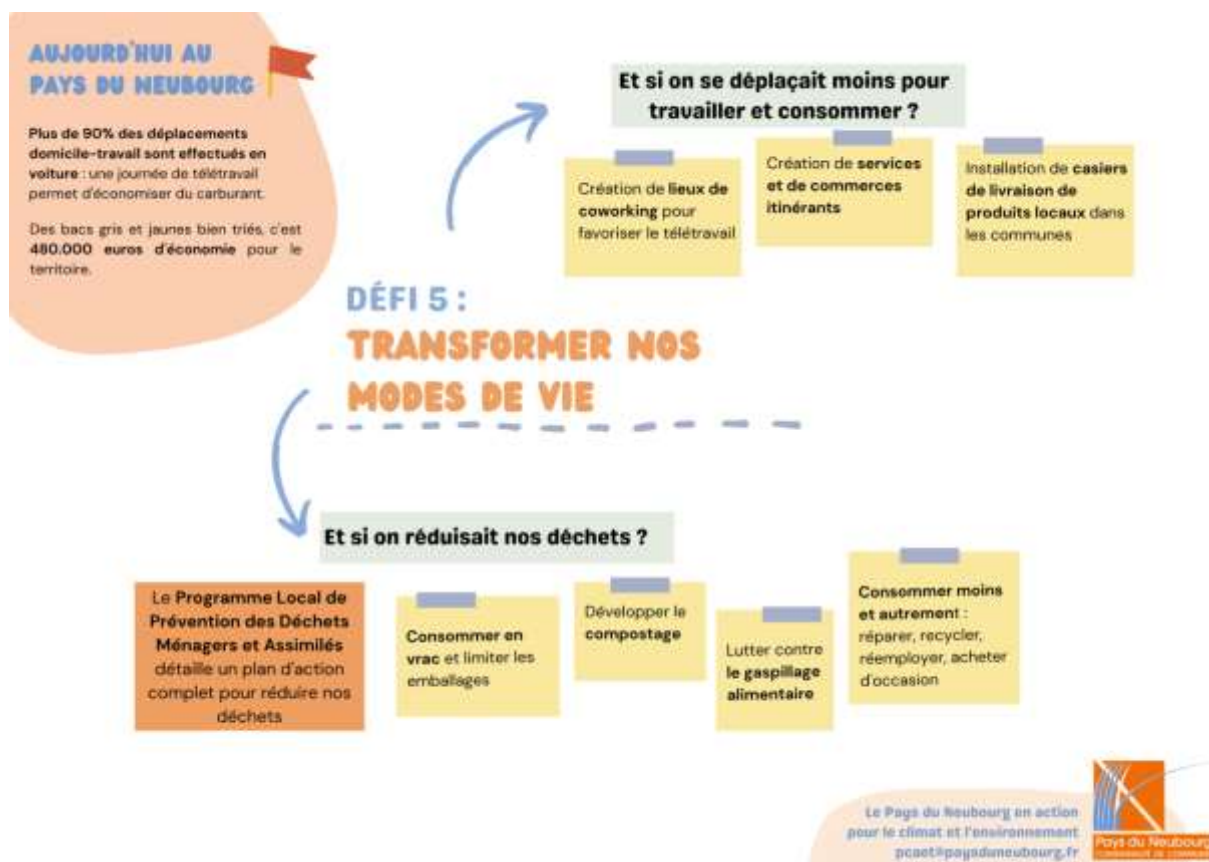 AUJOURD'HUI AU
PAYS DU NEUBOURG
Plus de 90% des déplacements
domicile-travail sont effectués en
voiture : une journée de télétravail
permet d'économiser du carburant.
Des bacs gris et jaunes bien triés, c'est
480.000 euros d'économie pour le
territoire.
Et si on se déplaçait moins pour
travailler et consommer ?
Création de lieux de
coworking pour
favoriser le télétravail
Création de services
et de commerces
itinérants
Installation de casiers
de livraison de
produits locaux dans
les communes
DÉFI 5 :
TRANSFORMER NOS
MODES DE VIE
Et si on réduisait nos déchets ?
Le Programme Local de
Prévention des Déchets
Ménagers et Assimilés
détaille un plan d'action
complet pour réduire nos
déchets
Consommer en
vrac et limiter les
emballages
Développer le
compostage
Lutter contre
le gaspillage
alimentaire
Consommer moins
et autrement :
réparer, recycler,
réemployer, acheter
d'occasion
Le Pays du Neubourg en action
pour le climat et l'environnement
pcaet@paysduneubourg.fr
Pays du Neubourg